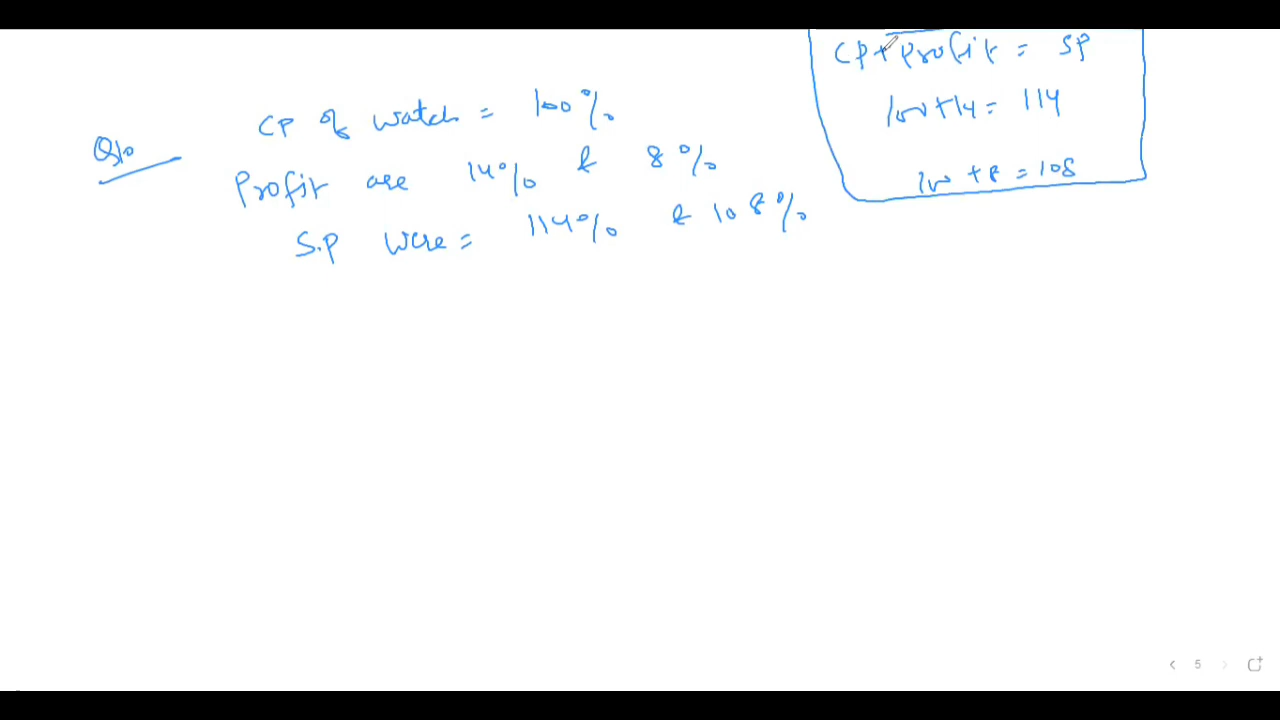 CP + Profit = SP
100 + 14 = 114
100 + 8 = 108
Q10
CP of watch = 100%
Profit are 14% & 8%
S.P were = 114% & 108%
< 5 >